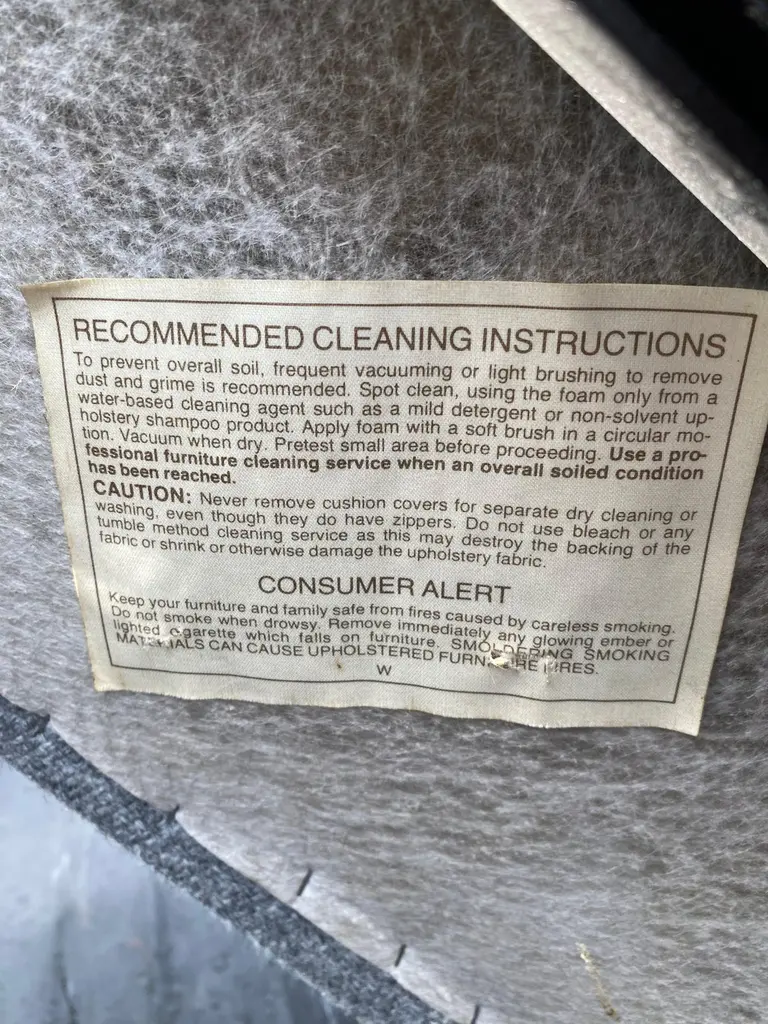 RECOMMENDED CLEANING INSTRUCTIONS
To prevent overall soil, frequent vacuuming or light brushing to remove
dust and grime is recommended. Spot clean, using the foam only from a
water-based cleaning agent such as a mild detergent or non-solvent up-
holstery shampoo product. Apply foam with a soft brush in a circular mo-
tion. Vacuum when dry. Pretest small area before proceeding. Use a pro-
fessional furniture cleaning service when an overall soiled condition
has been reached.
CAUTION: Never remove cushion covers for separate dry cleaning or
washing, even though they do have zippers. Do not use bleach or any
tumble method cleaning service as this may destroy the backing of the
fabric or shrink or otherwise damage the upholstery fabric.
CONSUMER ALERT
Keep your furniture and family safe from fires caused by careless smoking.
Do not smoke when drowsy. Remove immediately any glowing ember or
lighted cigarette which falls on furniture. SMOLDERING SMOKING
MATERIALS CAN CAUSE UPHOLSTERED FURNITURE FIRES.
W